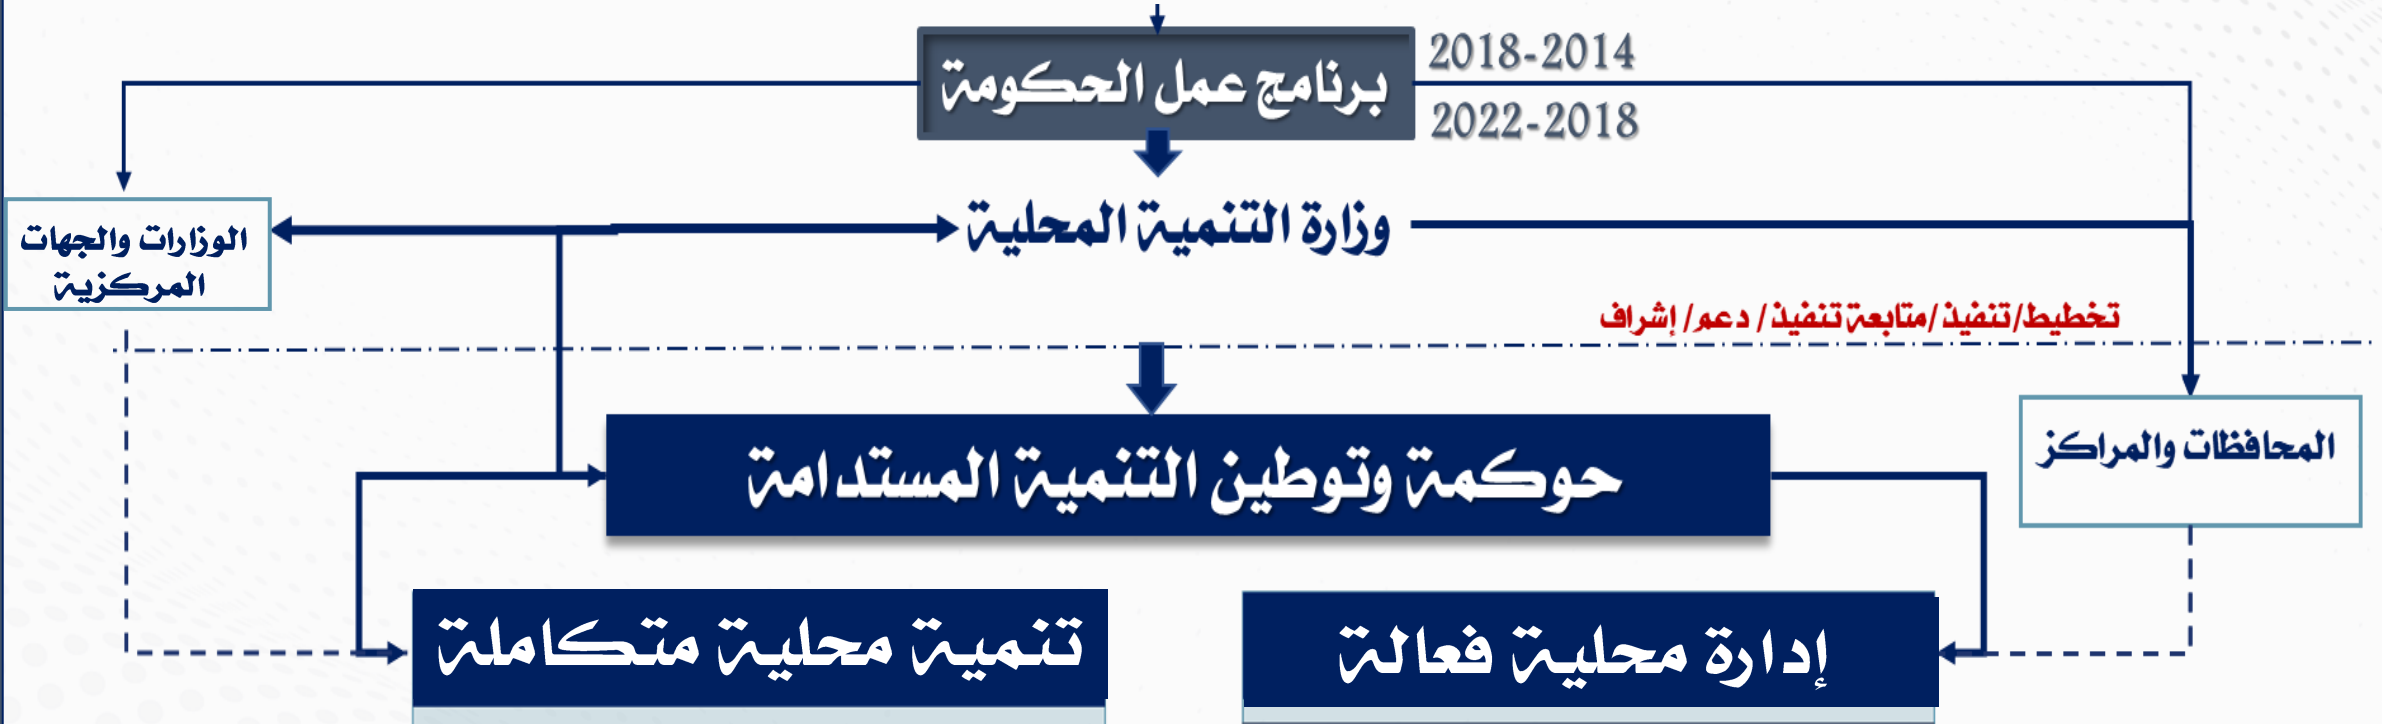 برنامج عمل الحكومة
2018-2014
2022-2018
وزارة التنمية المحلية
الوزارات والجهات
المركزية
تخطيط/تنفيذ/متابعة تنفيذ/ دعم/ إشراف
المحافظات والمراكز
حوكمة وتوطين التنمية المستدامة
إدارة محلية فعالة
تنمية محلية متكاملة